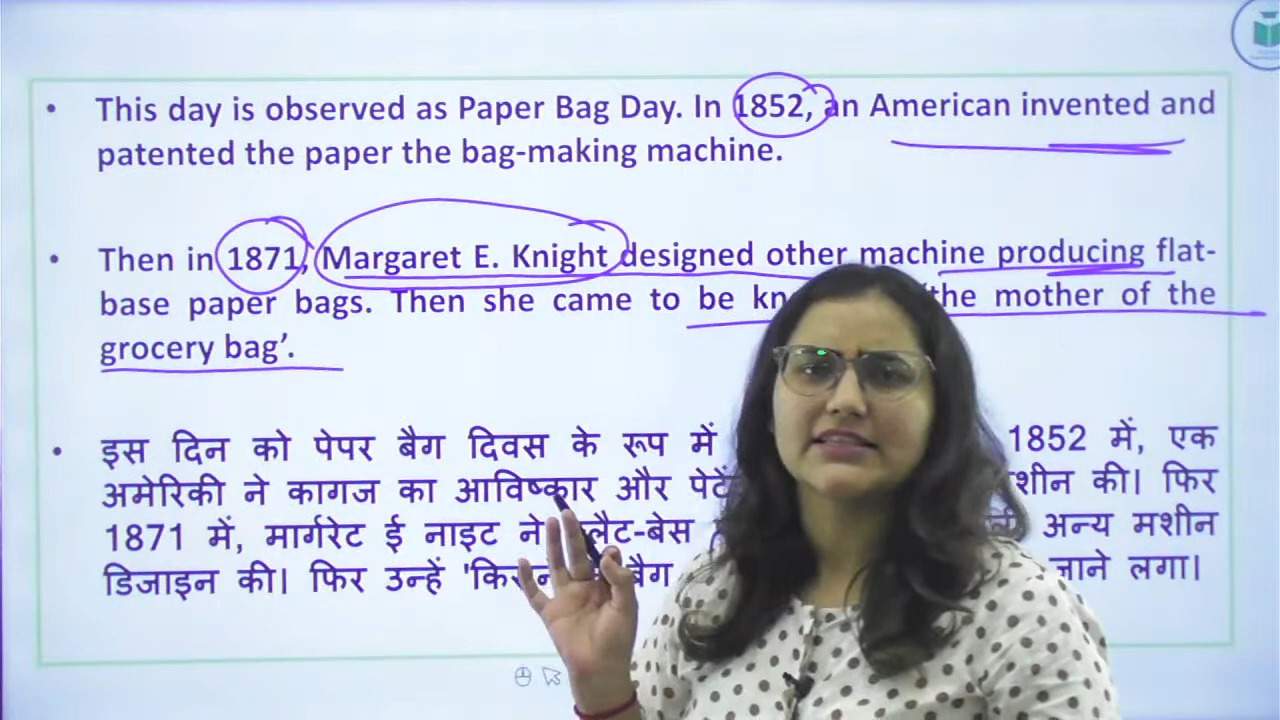 This day is observed as Paper Bag Day. In 1852, an American invented and
patented the paper the bag-making machine.
Then in 1871, Margaret E. Knight designed other machine producing flat-
base paper bags. Then she came to be the mother of the
grocery bag’.
इस दिन को पेपर बैग दिवस के रूप में 1852 में, एक
अमेरिकी ने कागज का आविष्कार और की। फिर
1871 में, मार्गरेट ई नाइट ने अन्य मशीन
डिजाइन की। फिर उन्हें बैग जाने लगा।